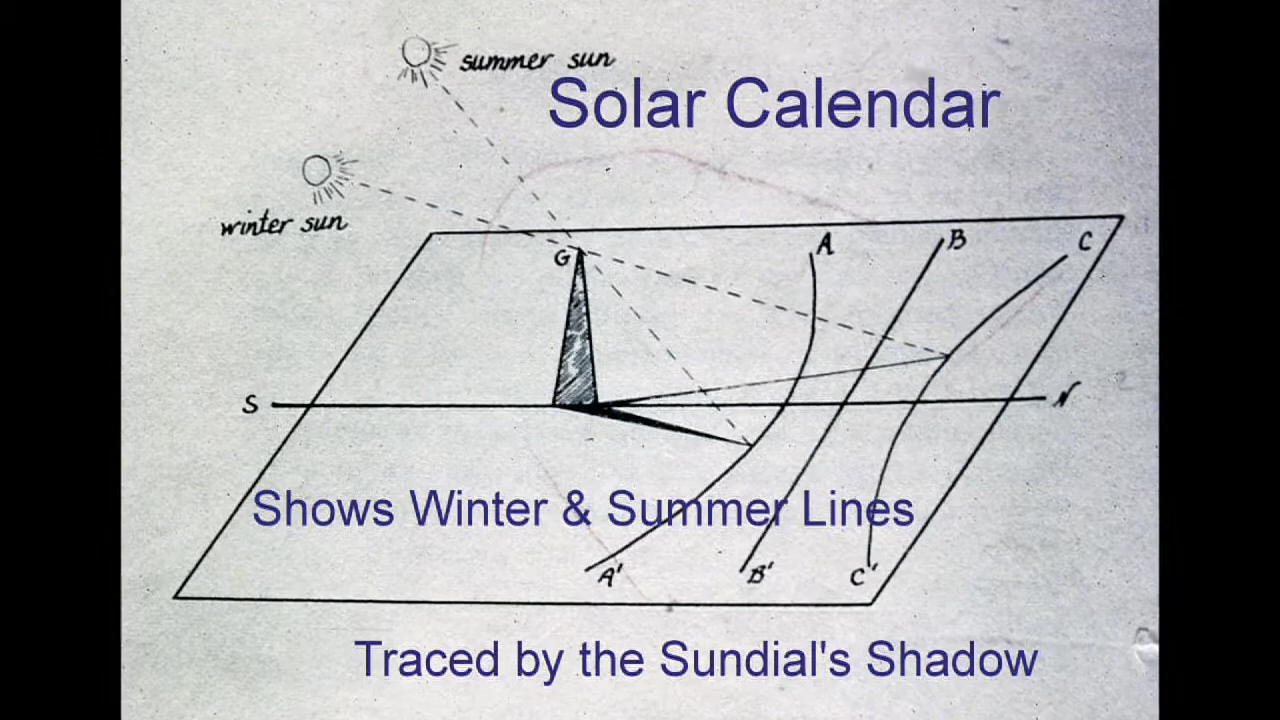 summer sun
Solar Calendar
winter sun
G
A
B
C
S
N
Shows Winter & Summer Lines
A'
B'
C'
Traced by the Sundial's Shadow